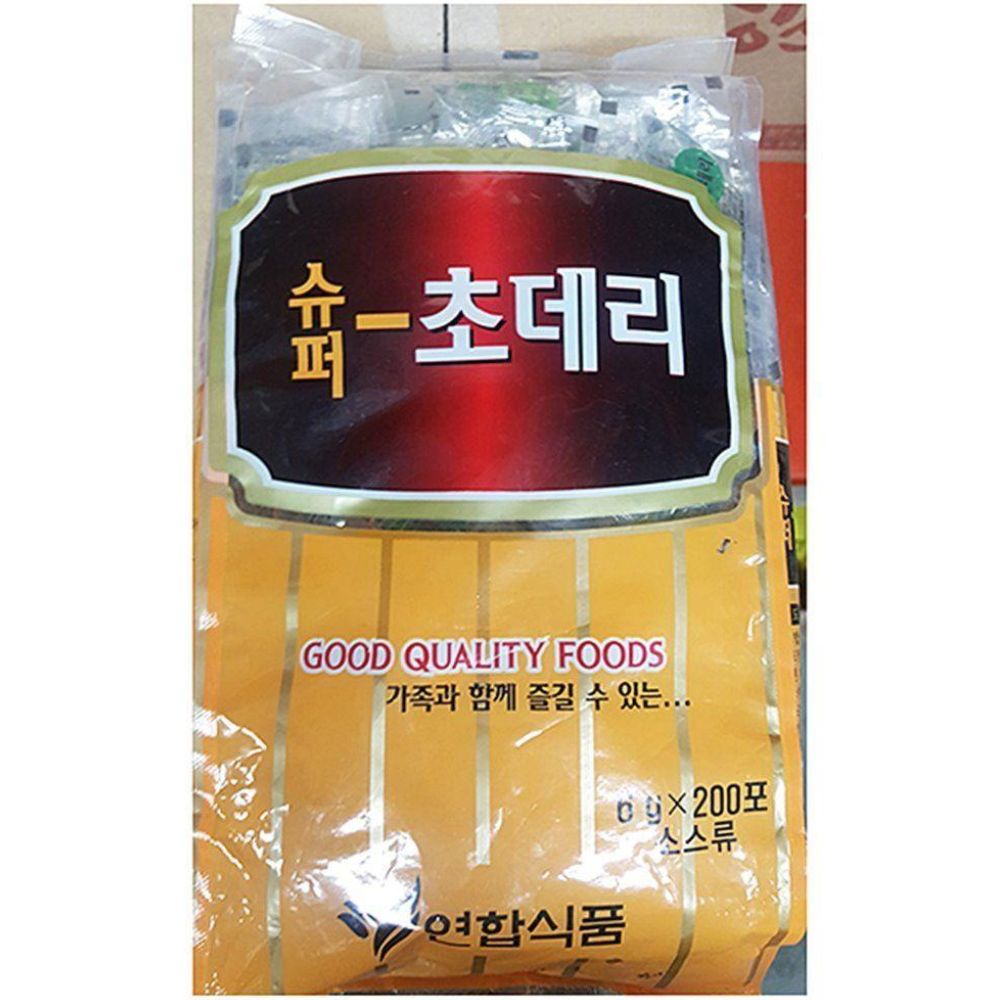 슈퍼-초데리
GOOD QUALITY FOODS
가족과 함께 즐길 수 있는...
6g×200포
소스류
연합식품